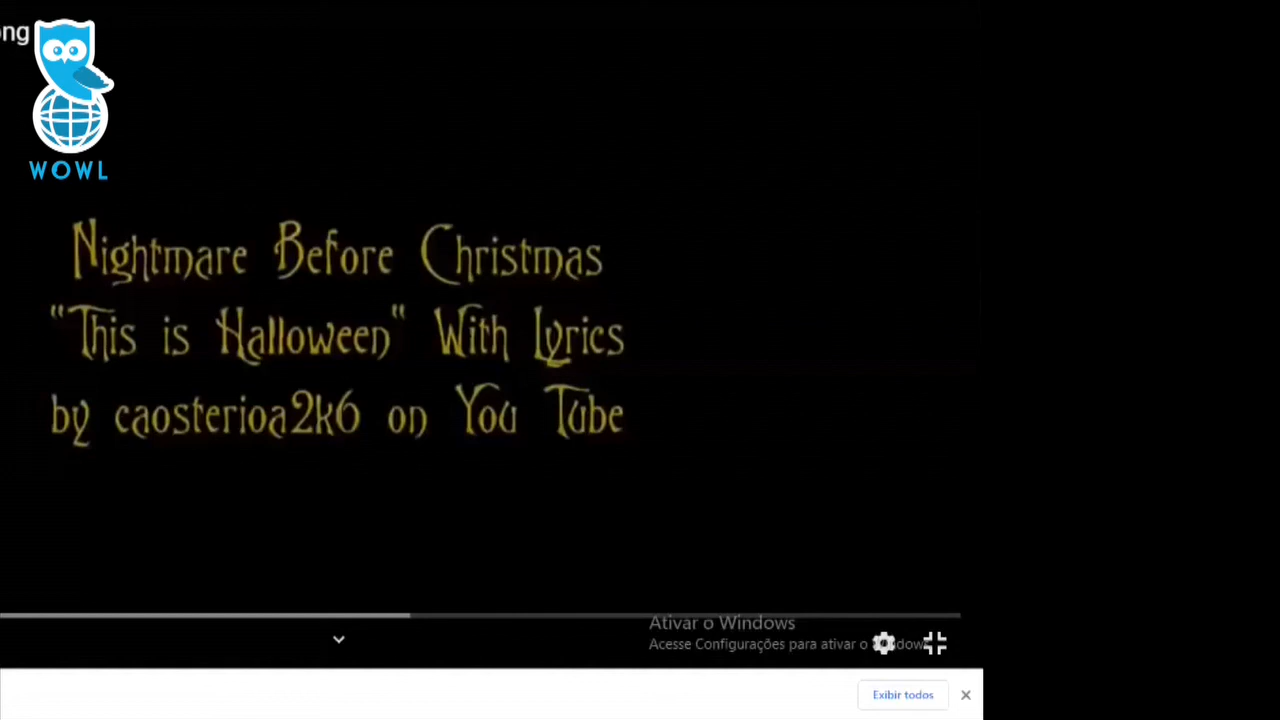 ong
WOWL
Nightmare Before Christmas
"This is Halloween" With Lyrics
by caosterioa2k6 on You Tube
Ativar o Windows
Acesse Configurações para ativar o Windows
Exibir todos